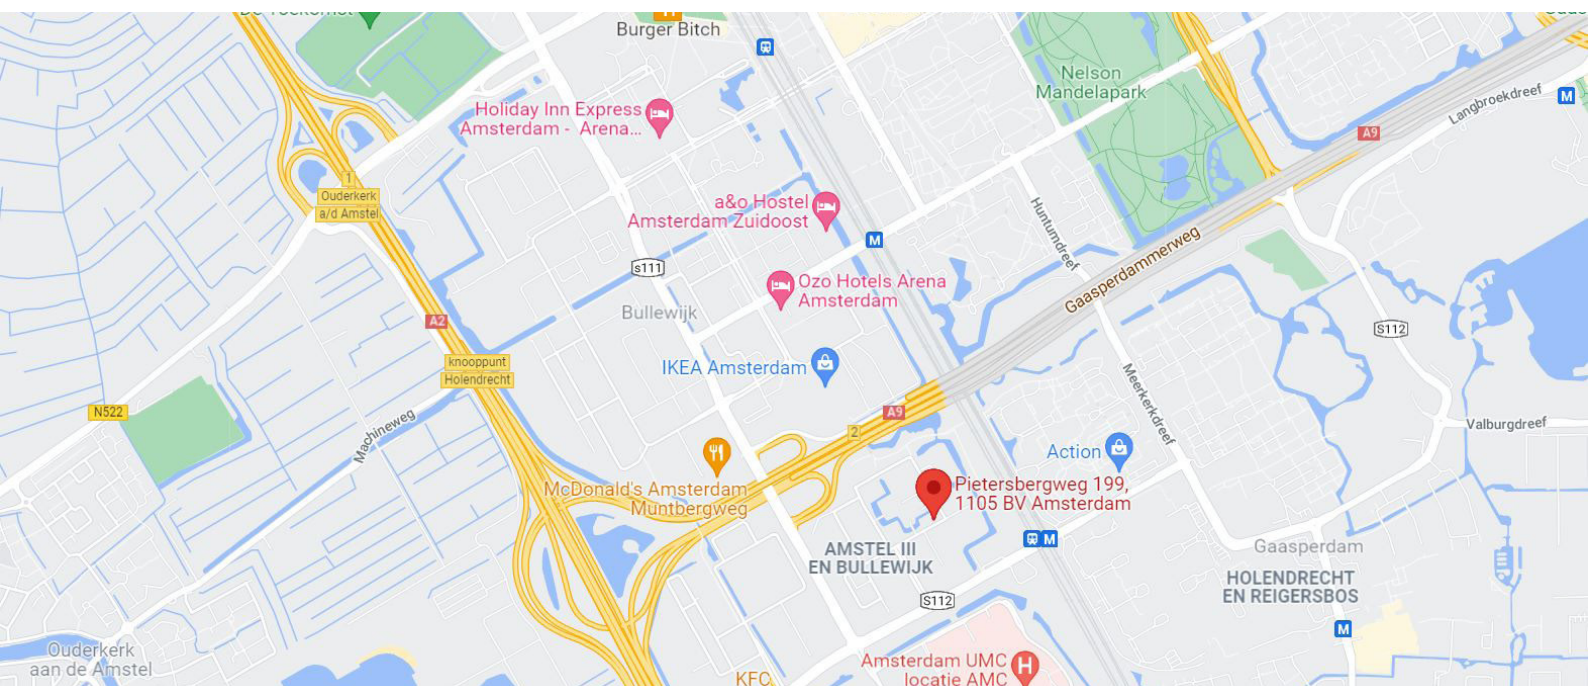 De Toekomst
Burger Bitch
Nelson
Mandelapark
Langbroekdreef
M
A9
Holiday Inn Express
Amsterdam - Arena...
1
Ouderkerk
a/d Amstel
a&o Hostel
Amsterdam Zuidoost
M
Huntumdreef
Gaasperdammerweg
s111
Ozo Hotels Arena
Amsterdam
Bullewijk
A2
S112
knooppunt
Holendrecht
IKEA Amsterdam
Meerkerkdreef
N522
Machineweg
A9
2
Valburgdreef
Action
McDonald's Amsterdam
Muntbergweg
Pietersbergweg 199,
1105 BV Amsterdam
M
AMSTEL III
EN BULLEWIJK
Gaasperdam
HOLENDRECHT
EN REIGERSBOS
S112
M
Ouderkerk
aan de Amstel
KFC
Amsterdam UMC
locatie AMC
H